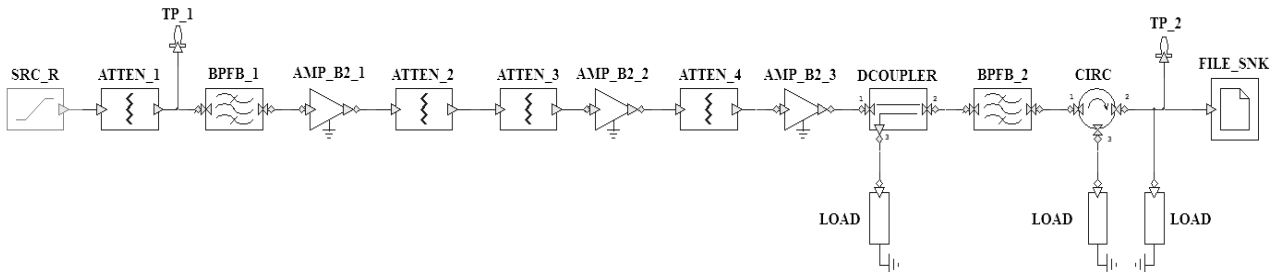 TP_1
TP_2
SRC_R
ATTEN_1
BPFB_1
AMP_B2_1
ATTEN_2
ATTEN_3
AMP_B2_2
ATTEN_4
AMP_B2_3
DCOUPLER
BPFB_2
CIRC
FILE_SNK
1
2
3
1
2
3
LOAD
LOAD
LOAD